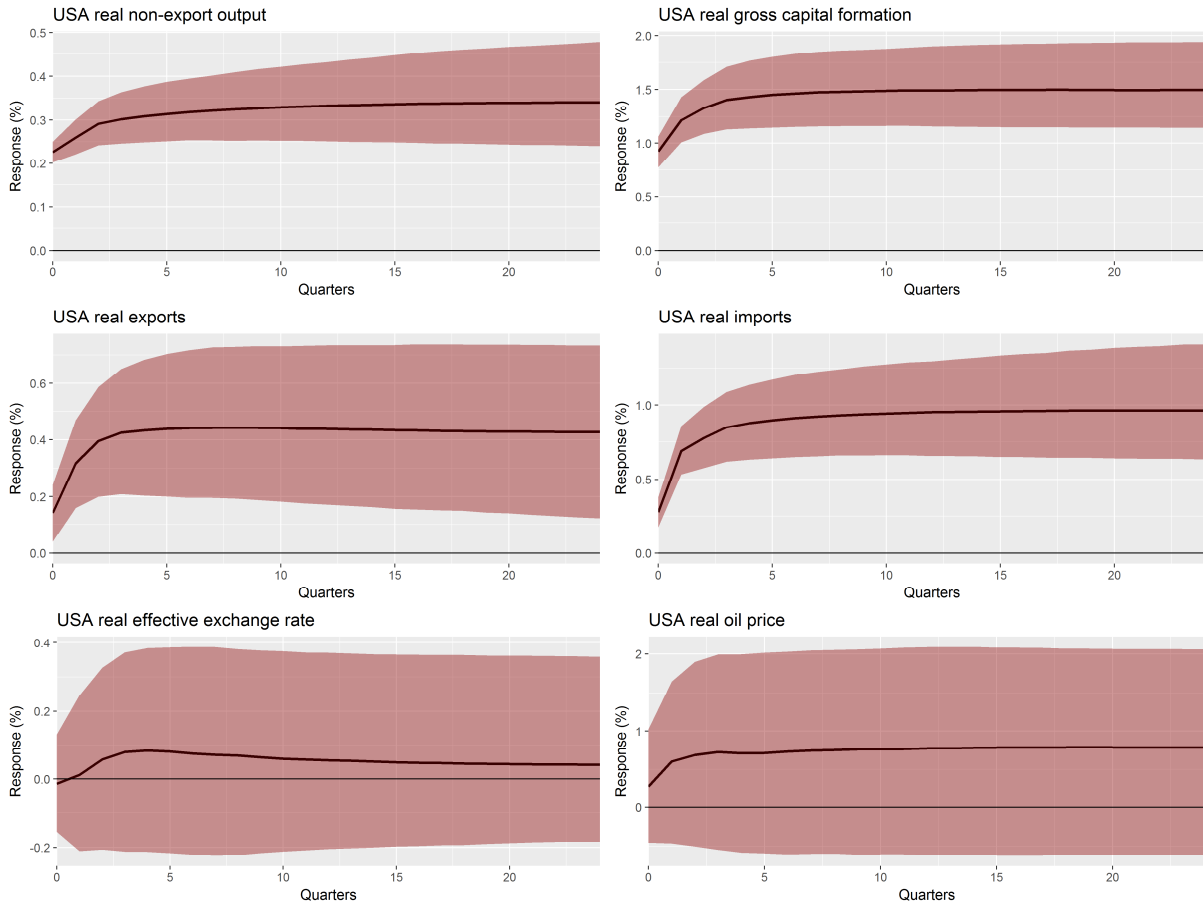 USA real non-export output
0.5
0.4
0.3
0.2
0.1
0.0
Response (%)
0 5 10 15 20
Quarters
USA real gross capital formation
2.0
1.5
1.0
0.5
0.0
Response (%)
0 5 10 15 20
Quarters
USA real exports
0.6
0.4
0.2
0.0
Response (%)
0 5 10 15 20
Quarters
USA real imports
1.0
0.5
0.0
Response (%)
0 5 10 15 20
Quarters
USA real effective exchange rate
0.4
0.2
0.0
-0.2
Response (%)
0 5 10 15 20
Quarters
USA real oil price
2
1
0
Response (%)
0 5 10 15 20
Quarters